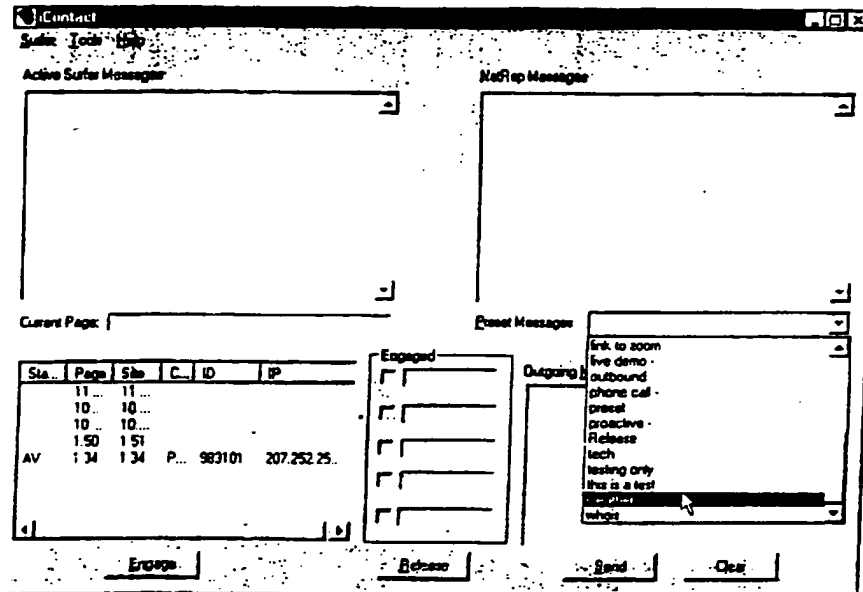 iContact
Surfer Tools Help
Active Surfer Messages
NetRep Messages
Current Page:
Preset Messages
link to zoom
live demo -
outbound
phone call -
preset
proactive -
Release
tech
testing only
this is a test
whois
Engaged
Outgoing
Sta... Page Site C... ID IP
11 ... 11 ...
10 ... 10 ...
10 ... 10 ...
1:50 1:51
AV 1:34 1:34 P... 983101 207.252.25..
Engage
Release
Send
Clear